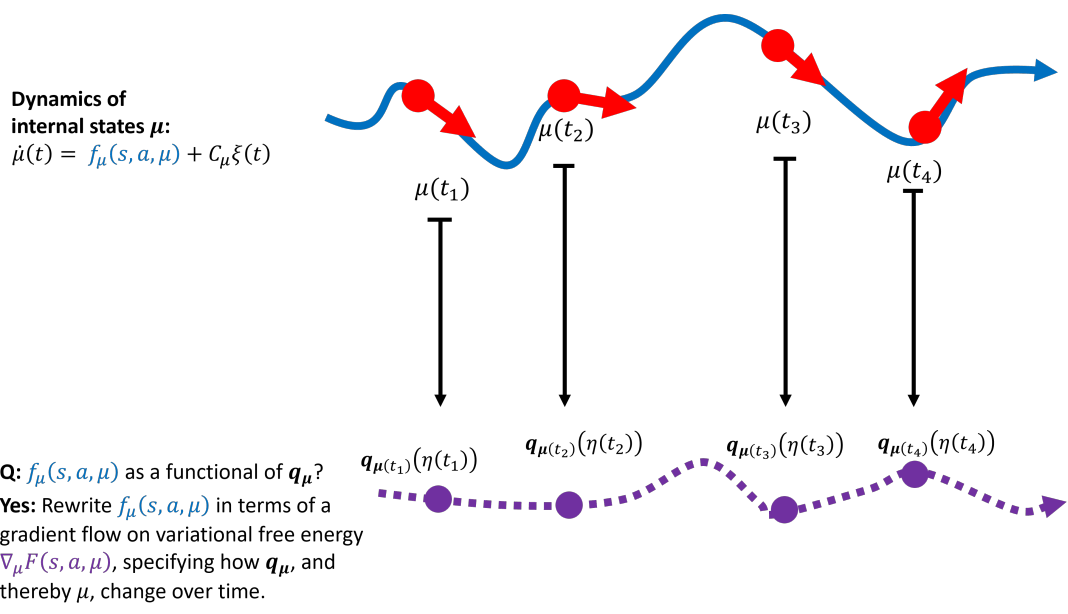 Dynamics of
internal states μ:
μ̇(t) = f_μ(s, a, μ) + C_μξ(t)
μ(t₁)
μ(t₂)
μ(t₃)
μ(t₄)
q_μ(t₁)(η(t₁))
q_μ(t₂)(η(t₂))
q_μ(t₃)(η(t₃))
q_μ(t₄)(η(t₄))
Q: f_μ(s, a, μ) as a functional of q_μ?
Yes: Rewrite f_μ(s, a, μ) in terms of a
gradient flow on variational free energy
∇_μF(s, a, μ), specifying how q_μ, and
thereby μ, change over time.